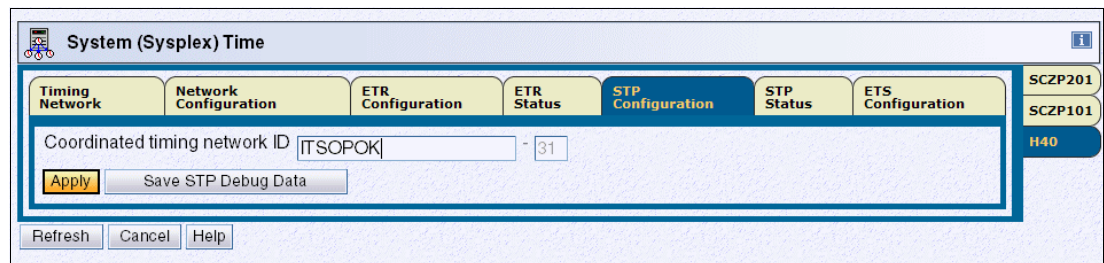 System (Sysplex) Time
i
Timing Network
Network Configuration
ETR Configuration
ETR Status
STP Configuration
STP Status
ETS Configuration
SCZP201
SCZP101
H40
Coordinated timing network ID ITSOPOK - 31
Apply Save STP Debug Data
Refresh Cancel Help